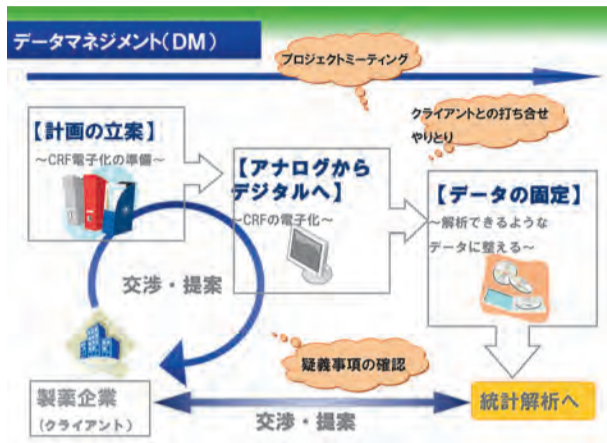 データマネジメント(DM)
プロジェクトミーティング
クライアントとの打ち合せ
やりとり
【計画の立案】
～CRF電子化の準備～
【アナログから
デジタルへ】
～CRFの電子化～
【データの固定】
～解析できるような
データに整える～
交渉・提案
疑義事項の確認
製薬企業
(クライアント)
交渉・提案
統計解析へ